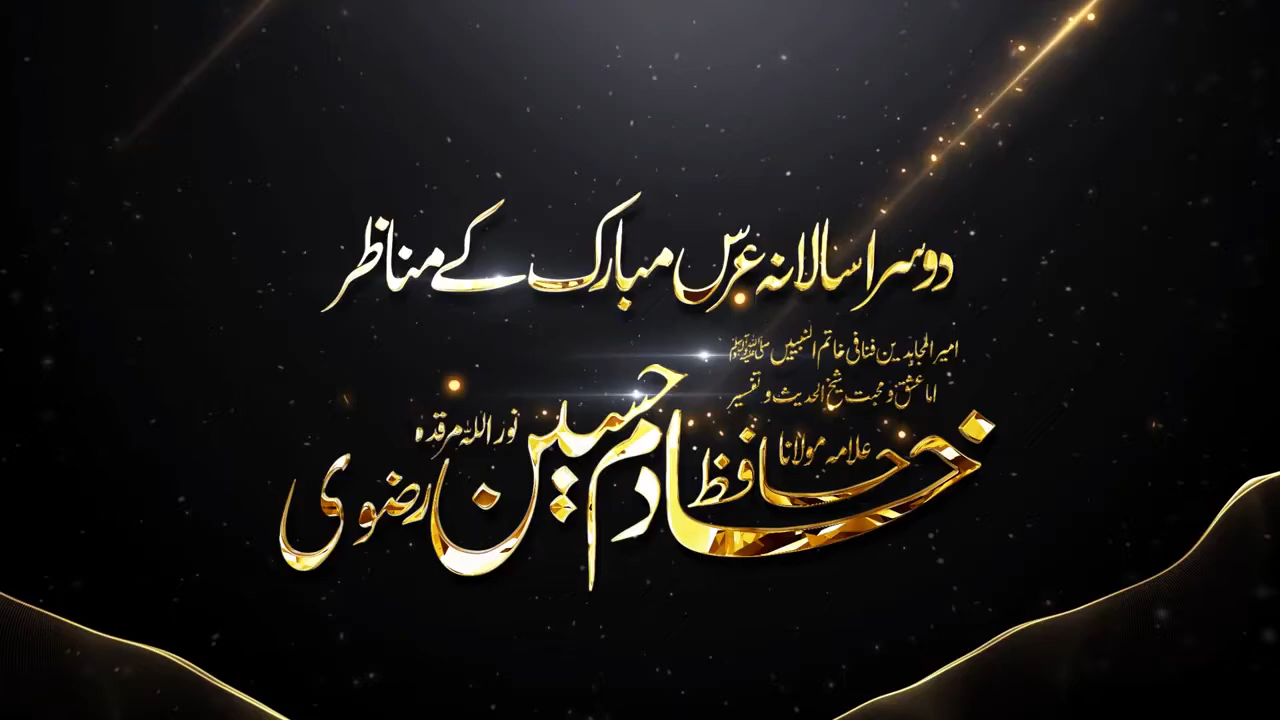 دوسرا سالانہ عرس مبارک کے مناظر
امیر المجاہدین فنا فی خاتم النبیین ﷺ
اما عشق و محبت شیخ الحدیث و تفسیر
علامہ مولانا
حافظ خادم حسین رضوی
نور اللہ مرقدہ